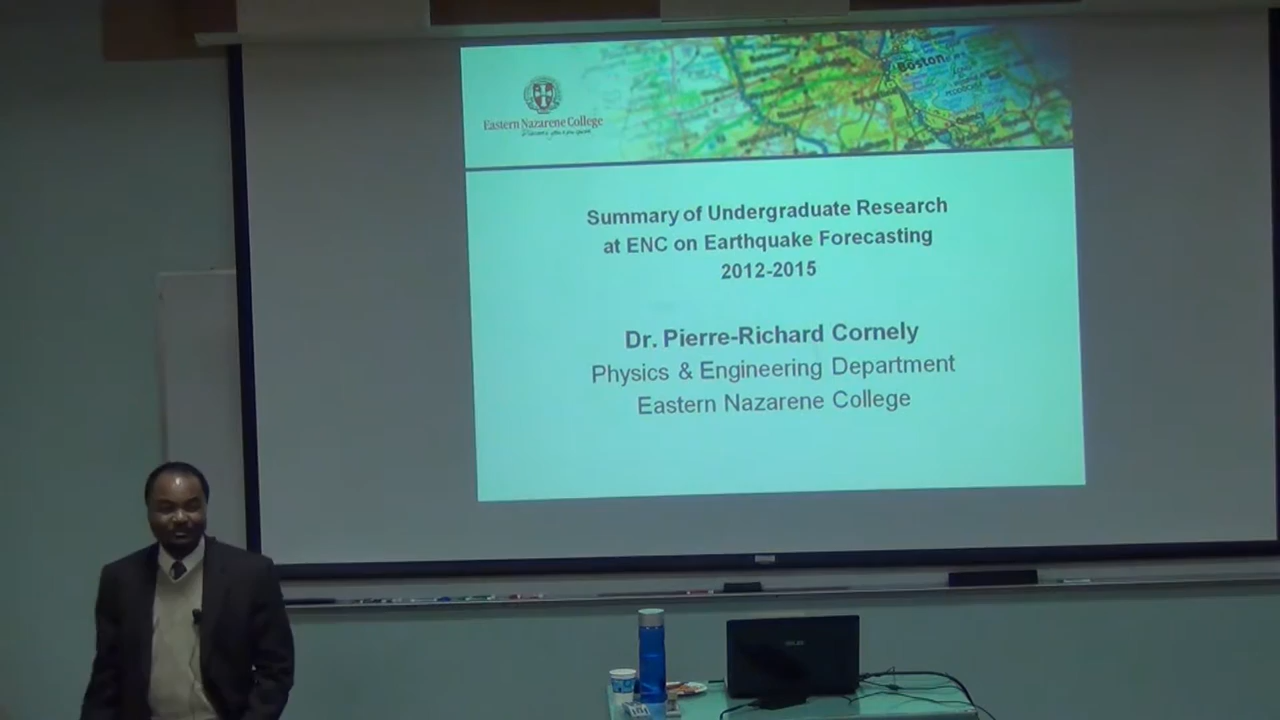 Boston
Quincy
Eastern Nazarene College
Summary of Undergraduate Research
at ENC on Earthquake Forecasting
2012-2015
Dr. Pierre-Richard Cornely
Physics & Engineering Department
Eastern Nazarene College